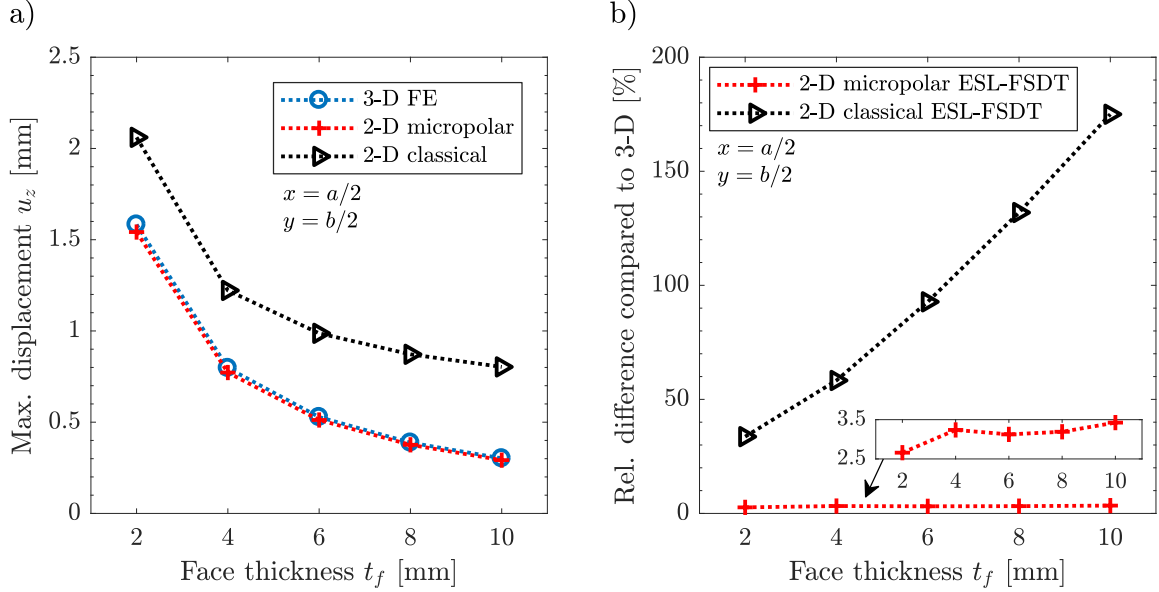 a)
Max. displacement u_z [mm]
2.5
2
1.5
1
0.5
0
3-D FE
2-D micropolar
2-D classical
x = a/2
y = b/2
2 4 6 8 10
Face thickness t_f [mm]
b)
Rel. difference compared to 3-D [%]
200
150
100
50
0
2-D micropolar ESL-FSDT
2-D classical ESL-FSDT
x = a/2
y = b/2
3.5
2.5
2 4 6 8 10
2 4 6 8 10
Face thickness t_f [mm]